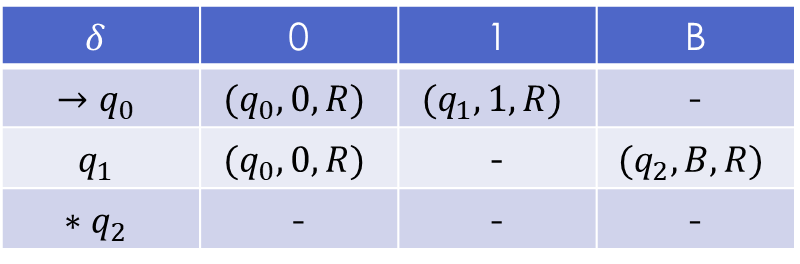 δ 0 1 B
→ q₀ (q₀, 0, R) (q₁, 1, R) -
q₁ (q₀, 0, R) - (q₂, B, R)
∗ q₂ - - -